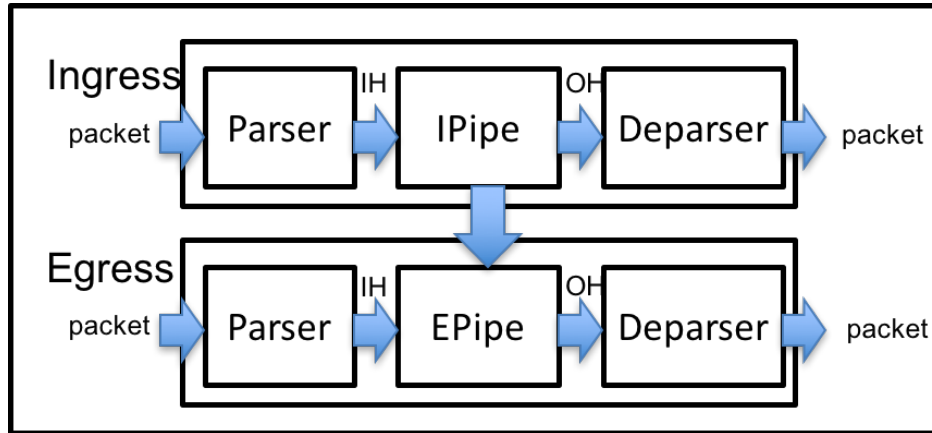 Ingress
packet
Parser
IH
IPipe
OH
Deparser
packet
Egress
packet
Parser
IH
EPipe
OH
Deparser
packet